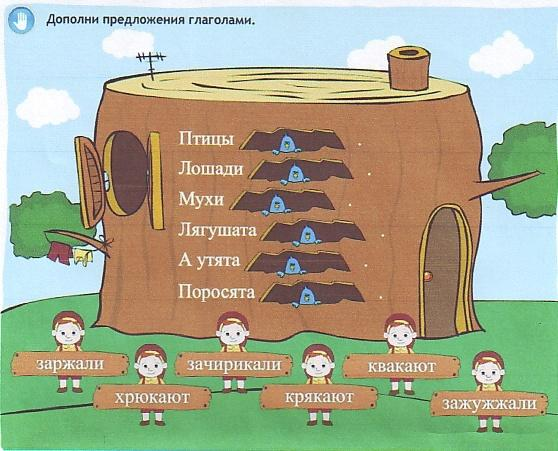 Дополни предложения глаголами.
Птицы .
Лошади .
Мухи .
Лягушата .
А утята .
Поросята .
заржали зачирикали квакают
хрюкают крякают зажужжали